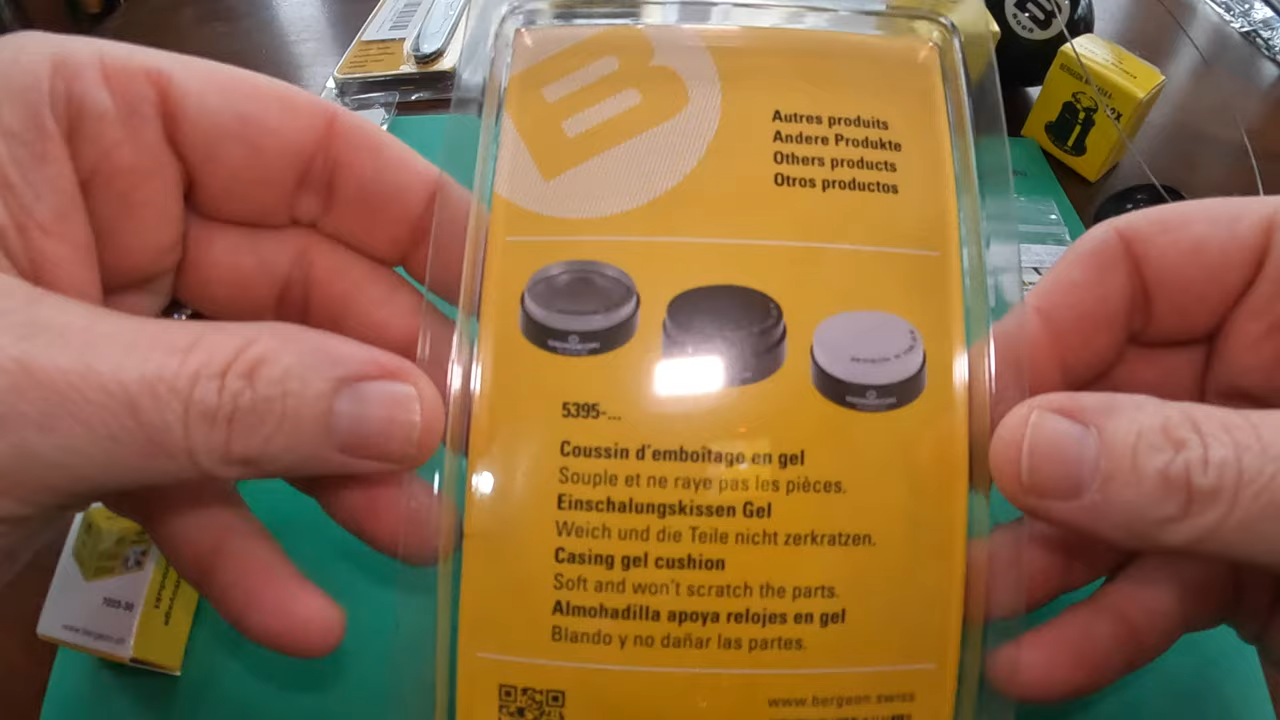 Autres produits
Andere Produkte
Others products
Otros productos
5395-...
Coussin d'emboîtage en gel
Souple et ne raye pas les pièces.
Einschalungskissen Gel
Weich und die Teile nicht zerkratzen.
Casing gel cushion
Soft and won't scratch the parts.
Almohadilla apoya relojes en gel
Blando y no dañar las partes.
www.bergeon.swiss